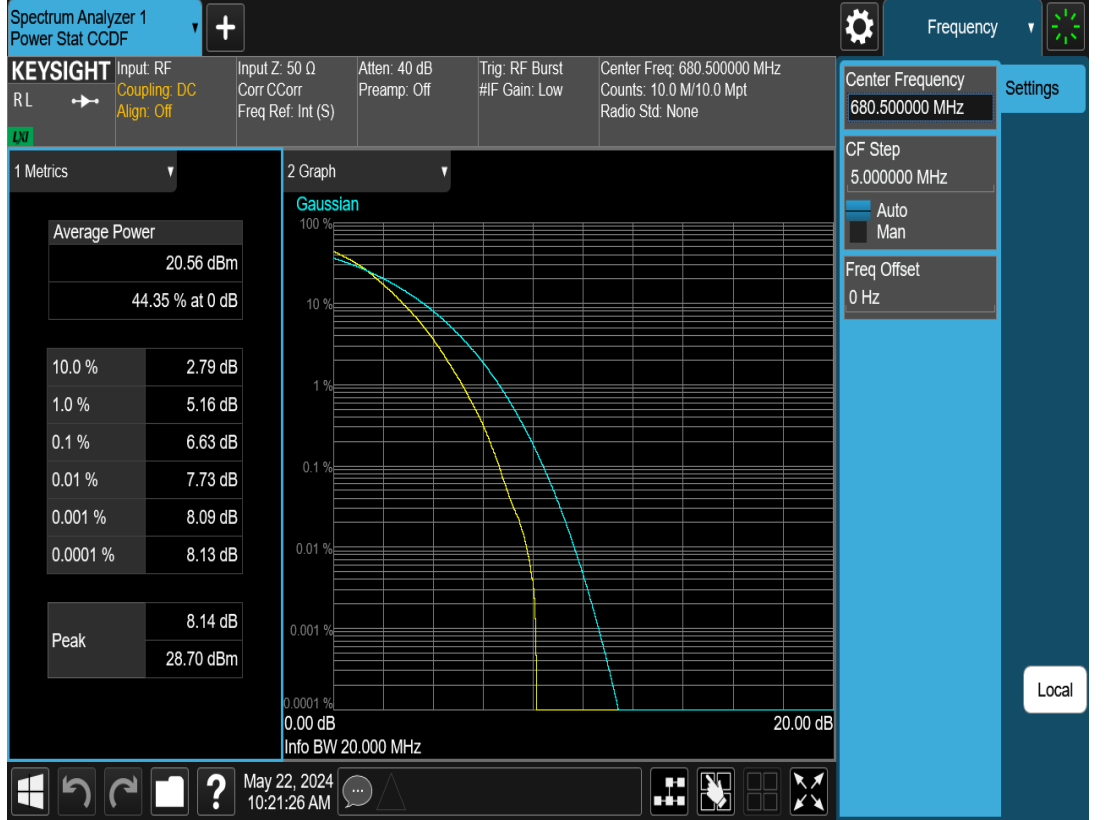 Spectrum Analyzer 1
Power Stat CCDF
Frequency
KEYSIGHT
R L
LXI
Input: RF
Coupling: DC
Align: Off
Input Z: 50 Ω
Corr CCorr
Freq Ref: Int (S)
Atten: 40 dB
Preamp: Off
Trig: RF Burst
#IF Gain: Low
Center Freq: 680.500000 MHz
Counts: 10.0 M/10.0 Mpt
Radio Std: None
Center Frequency
680.500000 MHz
Settings
CF Step
5.000000 MHz
Auto
Man
Freq Offset
0 Hz
1 Metrics
Average Power
20.56 dBm
44.35 % at 0 dB
10.0 % 2.79 dB
1.0 % 5.16 dB
0.1 % 6.63 dB
0.01 % 7.73 dB
0.001 % 8.09 dB
0.0001 % 8.13 dB
Peak
8.14 dB
28.70 dBm
2 Graph
Gaussian
100 %
10 %
1 %
0.1 %
0.01 %
0.001 %
0.0001 %
0.00 dB 20.00 dB
Info BW 20.000 MHz
Local
?
May 22, 2024
10:21:26 AM